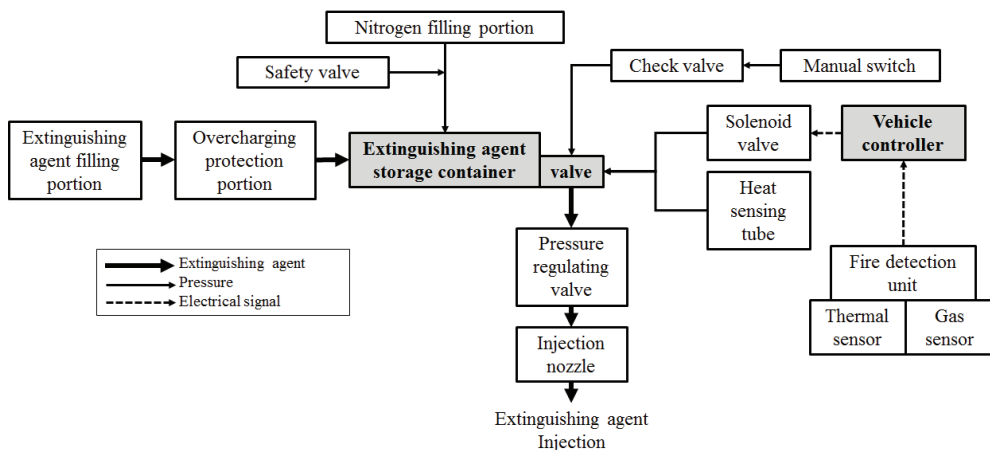 Nitrogen filling portion
Safety valve
Check valve
Manual switch
Extinguishing
agent filling
portion
Overcharging
protection
portion
Extinguishing agent
storage container
valve
Solenoid
valve
Vehicle
controller
Heat
sensing
tube
Pressure
regulating
valve
Fire detection
unit
Thermal
sensor
Gas
sensor
Extinguishing agent
Pressure
Electrical signal
Injection
nozzle
Extinguishing agent
Injection